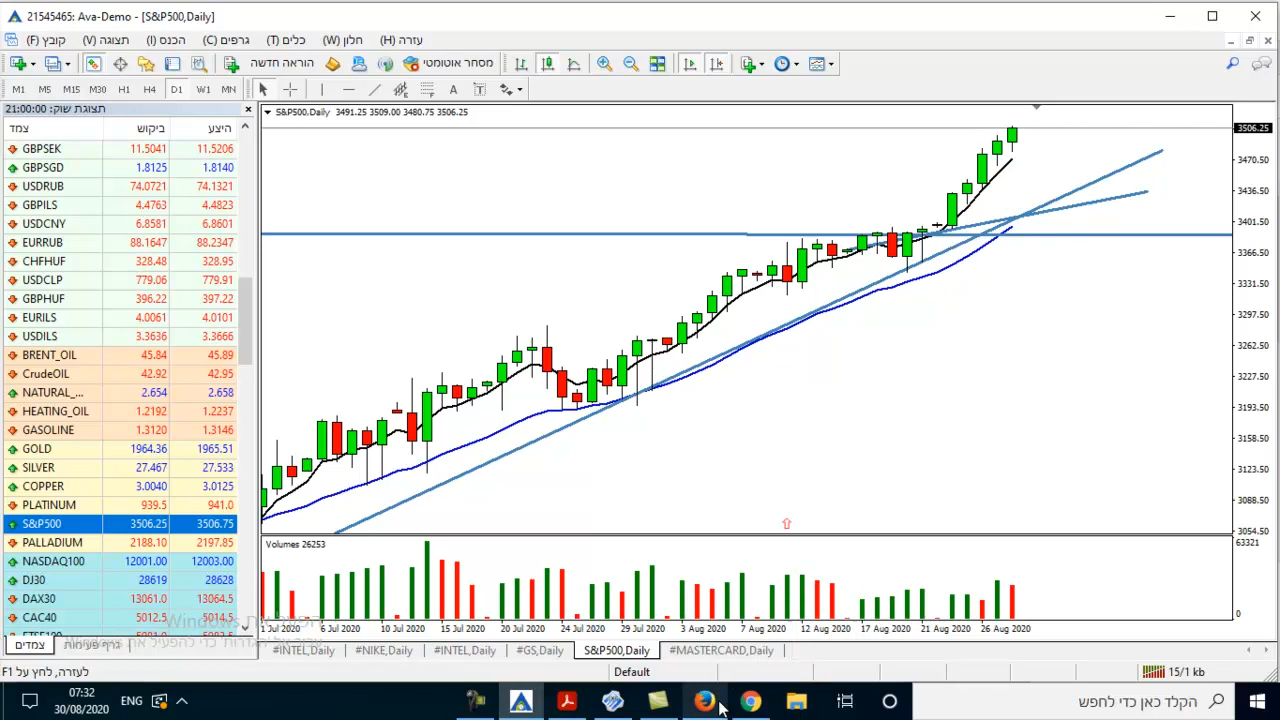 21545465: Ava-Demo - [S&P500,Daily]
קובץ (F) תצוגה (V) הכנס (I) גרפים (C) כלים (T) חלון (W) עזרה (H)
הוראה חדשה
מסחר אוטומטי
M1 M5 M15 M30 H1 H4 D1 W1 MN
A T
תצוגת שוק: 21:00:00
צמד ביקוש היצע
GBPSEK 11.5041 11.5206
GBPSGD 1.8125 1.8140
USDRUB 74.0721 74.1321
GBPILS 4.4763 4.4823
USDCNY 6.8581 6.8601
EURRUB 88.1647 88.2347
CHFHUF 328.48 328.95
USDCLP 779.06 779.91
GBPHUF 396.22 397.22
EURILS 4.0061 4.0101
USDILS 3.3636 3.3666
BRENT_OIL 45.84 45.89
CrudeOIL 42.92 42.95
NATURAL_... 2.654 2.658
HEATING_OIL 1.2192 1.2237
GASOLINE 1.3120 1.3146
GOLD 1964.36 1965.51
SILVER 27.467 27.533
COPPER 3.0040 3.0125
PLATINUM 939.5 941.0
S&P500 3506.25 3506.75
PALLADIUM 2188.10 2197.85
NASDAQ100 12001.00 12003.00
DJ30 28619 28628
DAX30 13061.0 13064.5
CAC40 5012.5 5014.5
צמדים
גרף פעימות
S&P500,Daily 3491.25 3509.00 3480.75 3506.25
3506.25
3470.50
3436.50
3401.50
3366.50
3331.50
3297.50
3262.50
3227.50
3193.50
3158.50
3123.50
3088.50
3054.50
Volumes 26253
63321
0
1 Jul 2020 6 Jul 2020 10 Jul 2020 15 Jul 2020 20 Jul 2020 24 Jul 2020 29 Jul 2020 3 Aug 2020 7 Aug 2020 12 Aug 2020 17 Aug 2020 21 Aug 2020 26 Aug 2020
#INTEL,Daily #NIKE,Daily #INTEL,Daily #GS,Daily S&P500,Daily #MASTERCARD,Daily
לעזרה, לחץ על F1
Default
15/1 kb
07:32
30/08/2020
ENG
הקלד כאן כדי לחפש